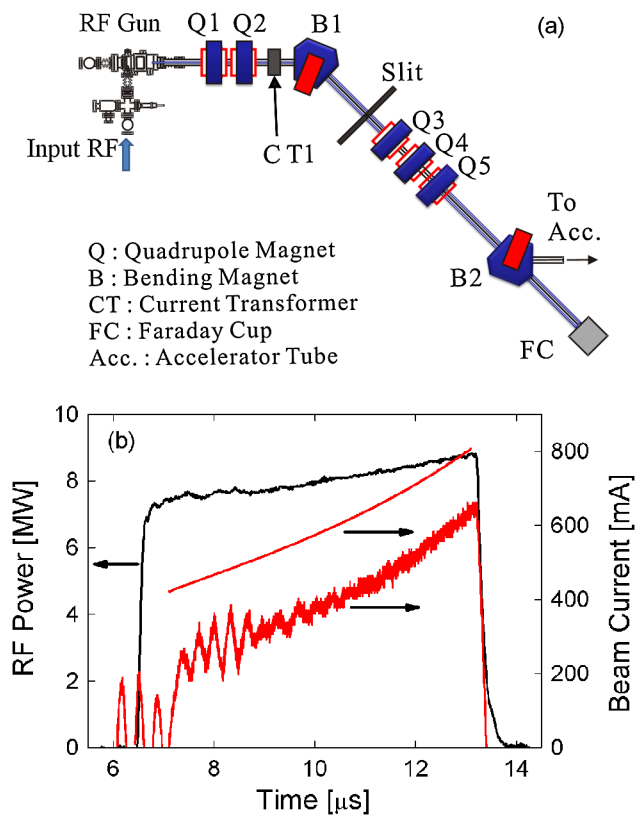 RF Gun
Q1 Q2
B1
(a)
Slit
Q3
Q4
Q5
Input RF
CT1
To
Acc.
B2
FC
Q : Quadrupole Magnet
B : Bending Magnet
CT : Current Transformer
FC : Faraday Cup
Acc. : Accelerator Tube
(b)
10
8
6
4
2
0
RF Power [MW]
800
600
400
200
0
Beam Current [mA]
6 8 10 12 14
Time [μs]